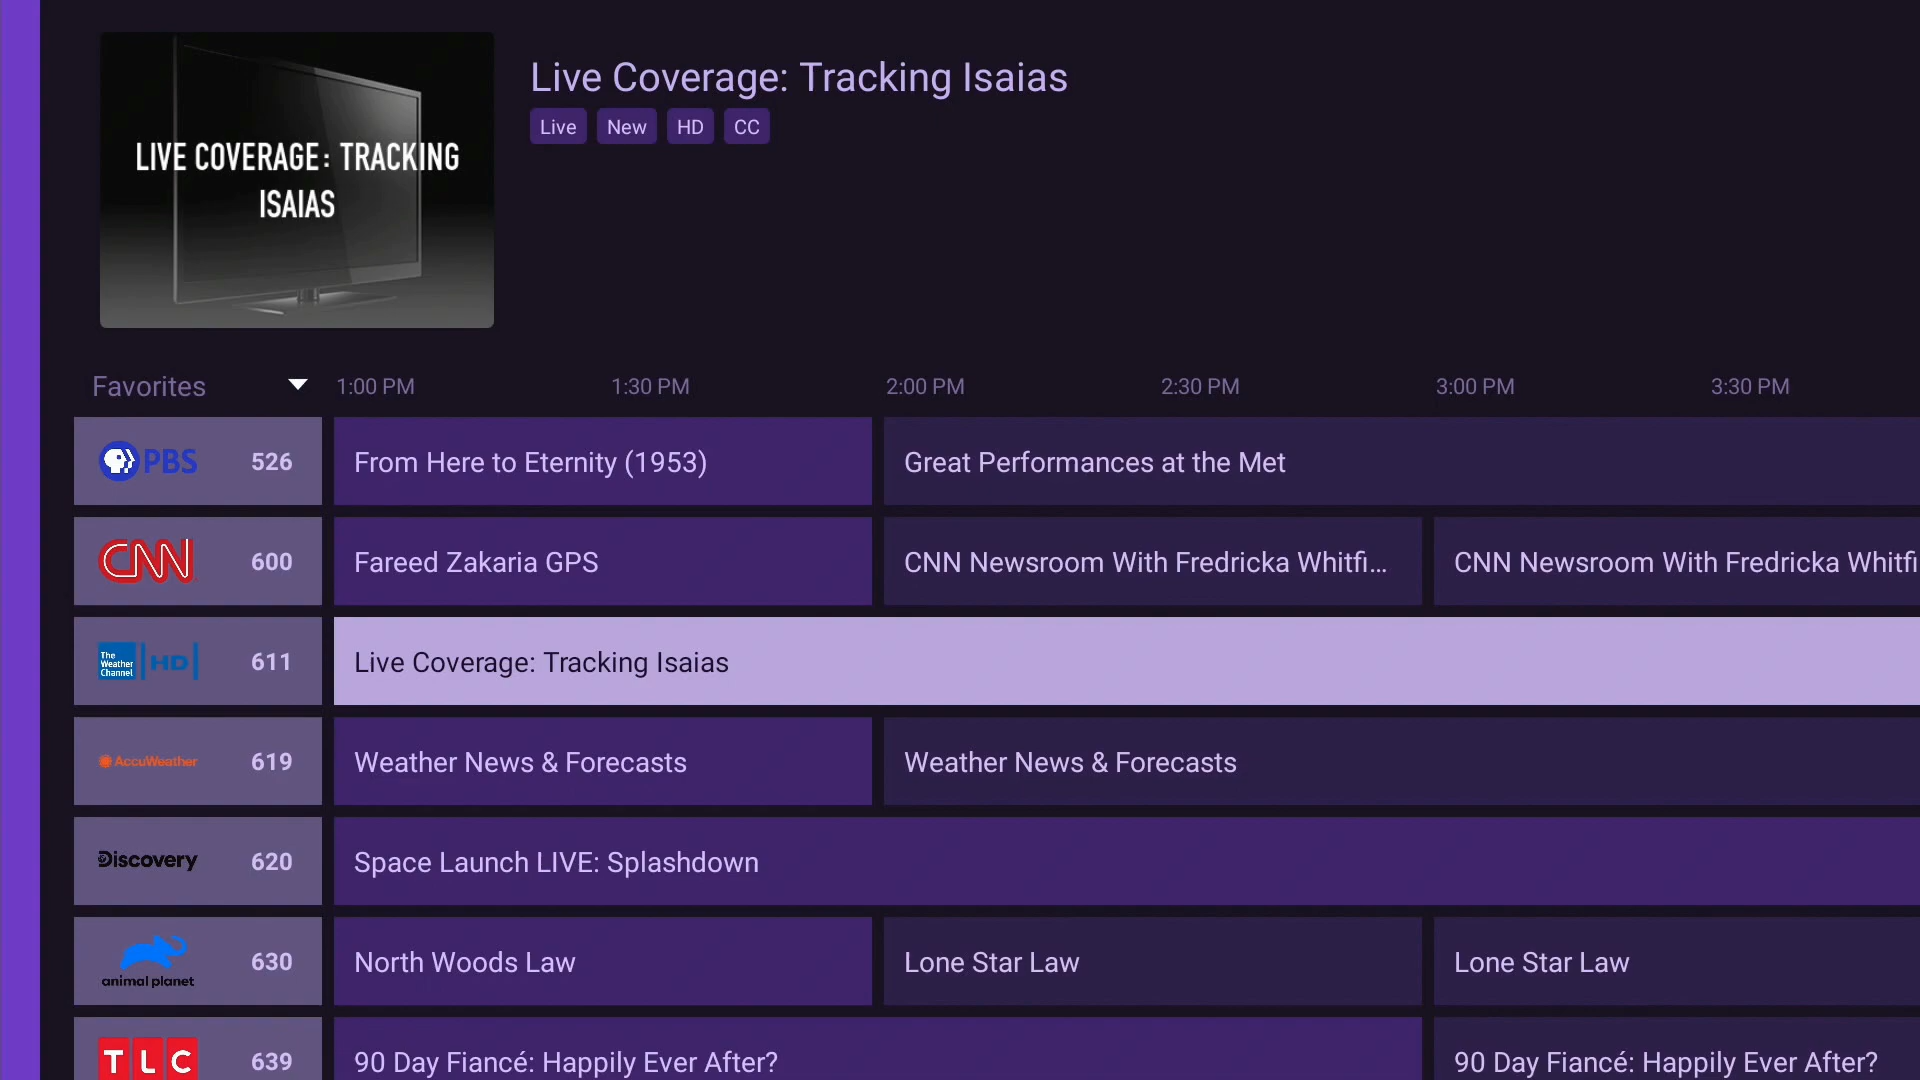 LIVE COVERAGE: TRACKING
ISAIAS
Live Coverage: Tracking Isaias
Live New HD CC
Favorites 1:00 PM 1:30 PM 2:00 PM 2:30 PM 3:00 PM 3:30 PM
PBS 526 From Here to Eternity (1953) Great Performances at the Met
CNN 600 Fareed Zakaria GPS CNN Newsroom With Fredricka Whitfi... CNN Newsroom With Fredricka Whitfi
The
Weather
Channel HD 611 Live Coverage: Tracking Isaias
AccuWeather 619 Weather News & Forecasts Weather News & Forecasts
Discovery 620 Space Launch LIVE: Splashdown
animal planet 630 North Woods Law Lone Star Law Lone Star Law
TLC 639 90 Day Fiancé: Happily Ever After? 90 Day Fiancé: Happily Ever After?